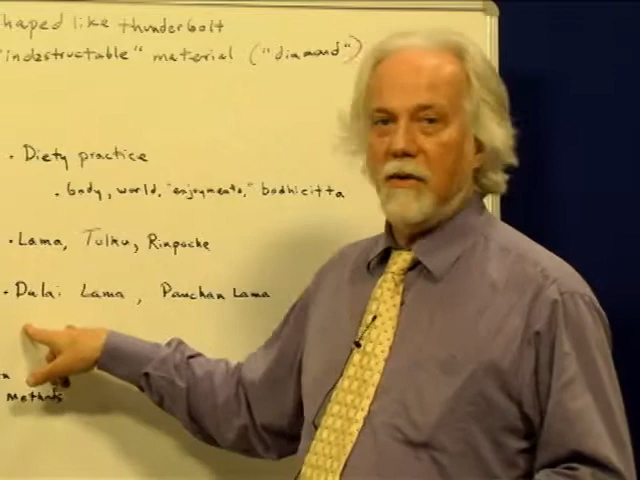 haped like thunderbolt
"indestructable" material ("diamond")
• Diety practice
• body, world, "enjoyments," bodhicitta
• Lama, Tulku, Rinpoche
• Dalai Lama, Panchan Lama
Methods